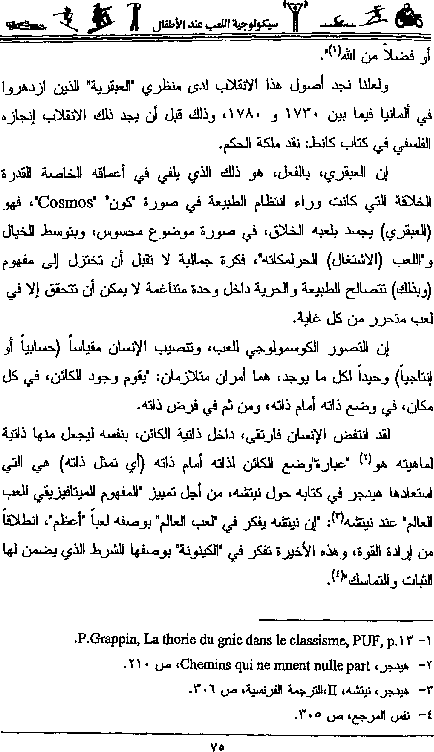 سيكولوجية اللعب عند الأطفال
أو فضلاً من الله(١)".
ولعلنا نجد أصول هذا الانقلاب لدى منظري "العبقرية" الذين ازدهروا
في ألمانيا فيما بين ١٧٣٠ و ١٧٨٠، وذلك قبل أن يجد ذلك الانقلاب إنجازه
الفلسفي في كتاب كانط: نقد ملكة الحكم.
إن العبقري، بالفعل، هو ذلك الذي يلفي في أعماقه الخاصة القدرة
الخلاقة التي كانت وراء انتظام الطبيعة في صورة "كون" "Cosmos"، فهو
(العبقري) يجسد بلعبه الخلاق، في صورة موضوع محسوس، وبتوسط الخيال
و"اللعب (الاشتغال) الحرلمكاته"، فكرة جمالية لا تقبل أن تختزل إلى مفهوم
(وبذلك) تتصالح الطبيعة والحرية داخل وحدة متناغمة لا يمكن أن تتحقق إلا في
لعب متحرر من كل غاية.
إن التصور الكوسمولوجي للعب، وتنصيب الإنسان مقياساً (حسابياً أو
إنتاجياً) وحيداً لكل ما يوجد، هما أمران متلازمان: "يقوم وجود الكائن، في كل
مكان، في وضع ذاته أمام ذاته، ومن ثم في فرض ذاته.
لقد انتفض الإنسان فارتقى، داخل ذاتية الكائن، بنفسه ليجعل منها ذاتية
لماهيته هو(٢) "عبارة"وضع الكائن لذاته أمام ذاته (أي تمثل ذاته) هي التي
استعادها هيدجر في كتابه حول نيتشه، من أجل تمييز "المفهوم الميتافيزيقي للعب
العالم" عند نيتشه(٣): "إن نيتشه يفكر في "لعب العالم" بوصفه لعباً "أعظم"، انطلاقاً
من إرادة القوة، وهذه الأخيرة تفكر في "الكينونة" بوصفها الشرط الذي يضمن لها
الثبات والتماسك"(٤).
١- P.Grappin, La thorie du gnic dans le classisme, PUF, p.١٣.
٢- هيدجر، Chemins qui ne mnent nulle part، ص ٢١٠.
٣- هيدجر، نيتشه، II، الترجمة الفرنسية، ص ٣٠٦.
٤- نفس المرجع، ص ٣٠٥.
٧٥